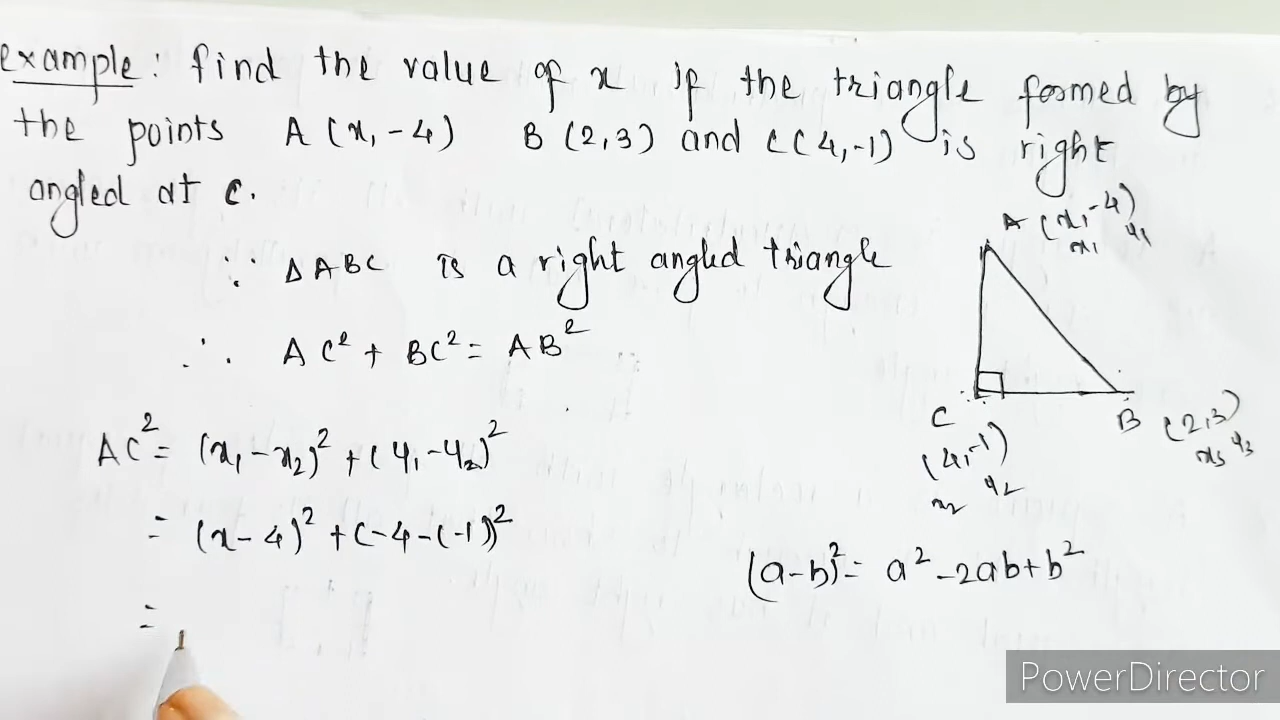 example: find the value of x if the triangle formed by
the points A (x, -4) B (2,3) and C(4,-1) is right
angled at C.
∵ Δ ABC is a right angled triangle
∴ AC² + BC² = AB²
AC² = (x₁-x₂)² + (y₁-y₂)²
= (x-4)² + (-4-(-1))²
=
A (x, -4)
x₁ y₁
C
(4, -1)
x₂ y₂
B (2,3)
x₃ y₃
(a-b)² = a² -2ab+b²
PowerDirector